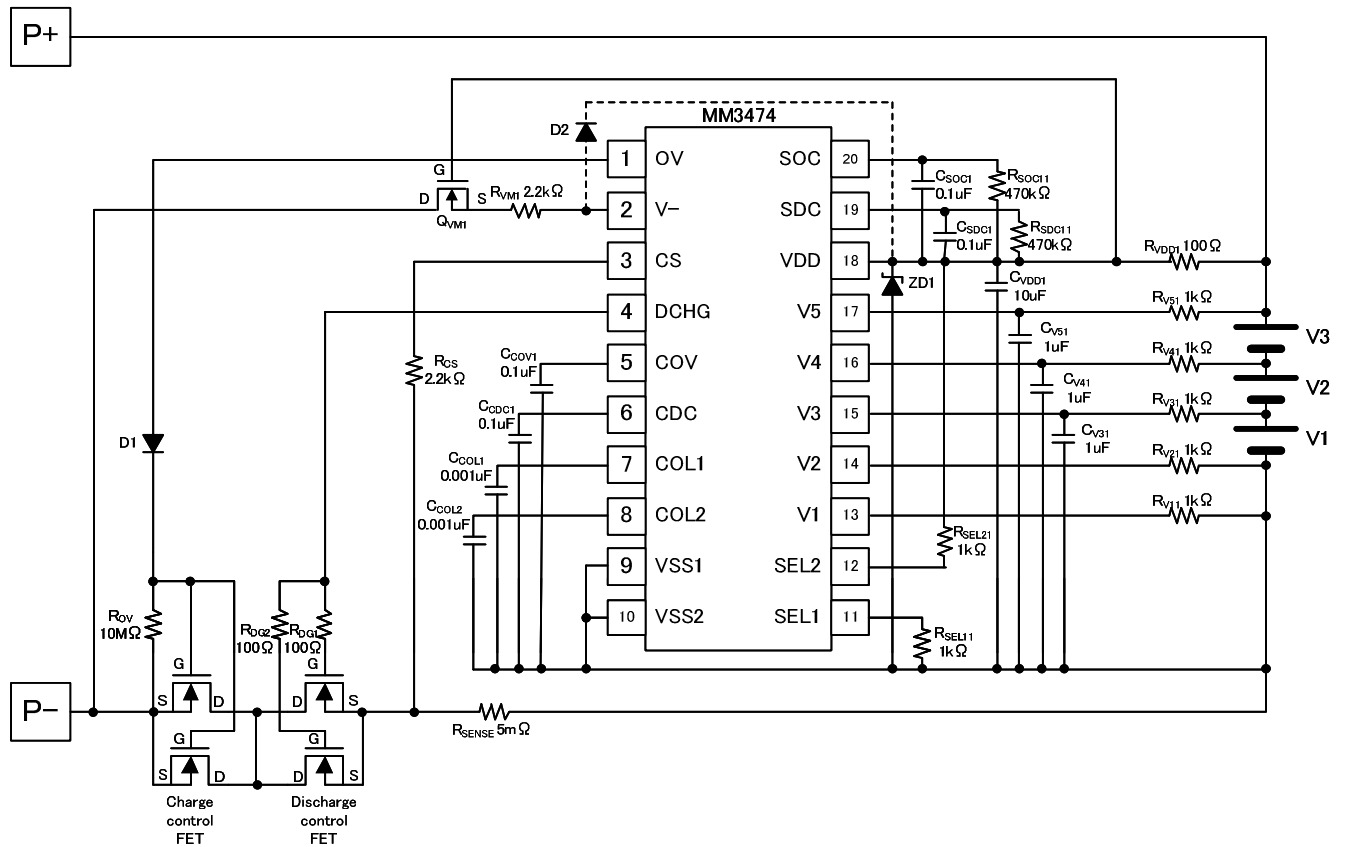 P+
MM3474
D2
1
OV
SOC
20
2
V−
SDC
19
3
CS
VDD
18
4
DCHG
V5
17
5
COV
V4
16
6
CDC
V3
15
7
COL1
V2
14
8
COL2
V1
13
9
VSS1
SEL2
12
10
VSS2
SEL1
11
G
D
S
QVM1
RVM1 2.2kΩ
CSOC1
0.1uF
RSOC11
470kΩ
CSDC1
0.1uF
RSDC11
470kΩ
RVDD1 100Ω
ZD1
CVDD1
10uF
RV51 1kΩ
CV51
1uF
V3
RCS
2.2kΩ
CCOV1
0.1uF
RV41 1kΩ
CV41
1uF
V2
CCDC1
0.1uF
RV31 1kΩ
CV31
1uF
V1
D1
CCOL1
0.001uF
RV21 1kΩ
CCOL2
0.001uF
RV11 1kΩ
RSEL21
1kΩ
ROV
10MΩ
RDG2
100Ω
RDG1
100Ω
RSEL11
1kΩ
G
G
S
D
D
S
P−
RSENSE 5mΩ
G
G
S
D
D
S
Charge
control
FET
Discharge
control
FET